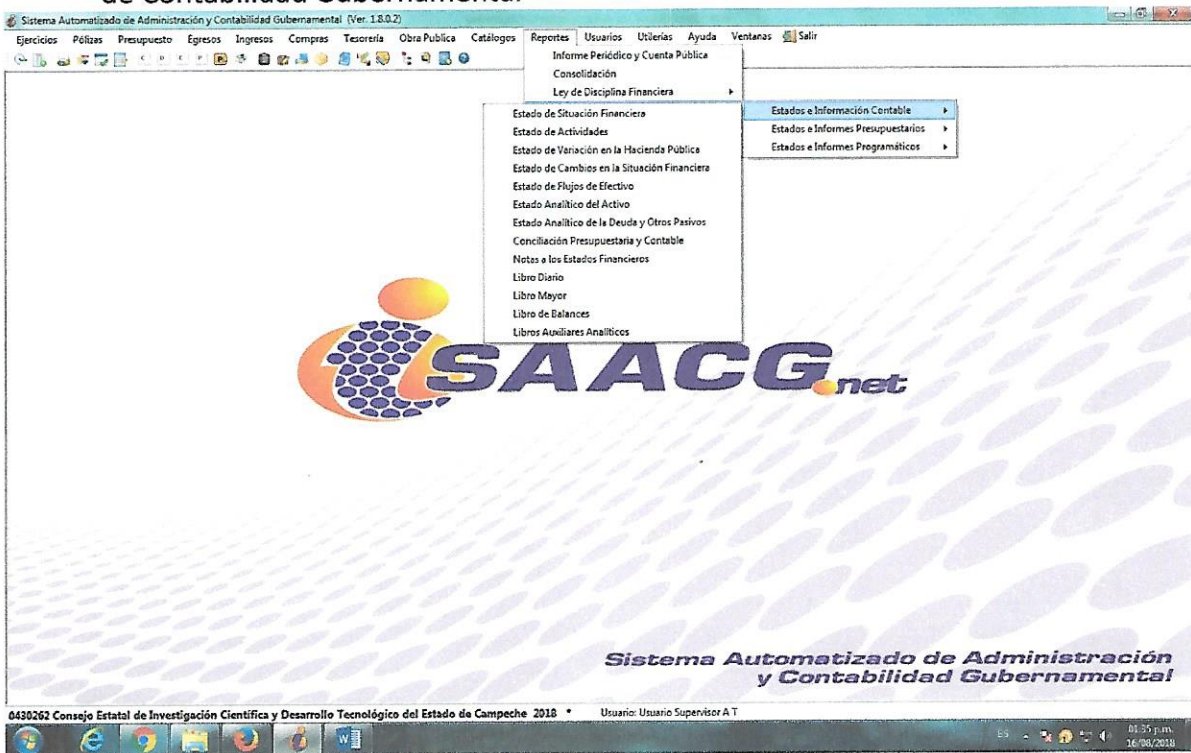 de Contabilidad Gubernamental
Sistema Automatizado de Administración y Contabilidad Gubernamental (Ver. 1.8.0.2)
Ejercicios Pólizas Presupuesto Egresos Ingresos Compras Tesorería Obra Publica Catálogos Reportes Usuarios Utilerías Ayuda Ventanas Salir
Informe Periódico y Cuenta Pública
Consolidación
Ley de Disciplina Financiera
Estados e Información Contable
Estados e Informes Presupuestarios
Estados e Informes Programáticos
Estado de Situación Financiera
Estado de Actividades
Estado de Variación en la Hacienda Pública
Estado de Cambios en la Situación Financiera
Estado de Flujos de Efectivo
Estado Analítico del Activo
Estado Analítico de la Deuda y Otros Pasivos
Conciliación Presupuestaria y Contable
Notas a los Estados Financieros
Libro Diario
Libro Mayor
Libro de Balances
Libros Auxiliares Analíticos
SAACG.net
Sistema Automatizado de Administración
y Contabilidad Gubernamental
0430262 Consejo Estatal de Investigación Científica y Desarrollo Tecnológico del Estado de Campeche 2018 * Usuario: Usuario Supervisor A T
ES 01:35 p.m.
16/08/2018